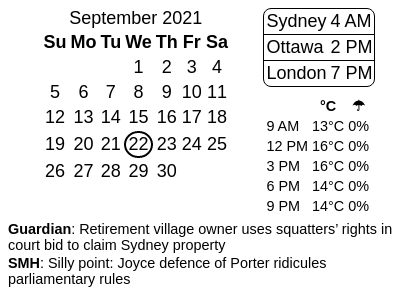 September 2021
Su Mo Tu We Th Fr Sa
1 2 3 4
5 6 7 8 9 10 11
12 13 14 15 16 17 18
19 20 21 22 23 24 25
26 27 28 29 30
Sydney 4 AM
Ottawa 2 PM
London 7 PM
°C ☂
9 AM 13°C 0%
12 PM 16°C 0%
3 PM 16°C 0%
6 PM 14°C 0%
9 PM 14°C 0%
Guardian: Retirement village owner uses squatters’ rights in
court bid to claim Sydney property
SMH: Silly point: Joyce defence of Porter ridicules
parliamentary rules